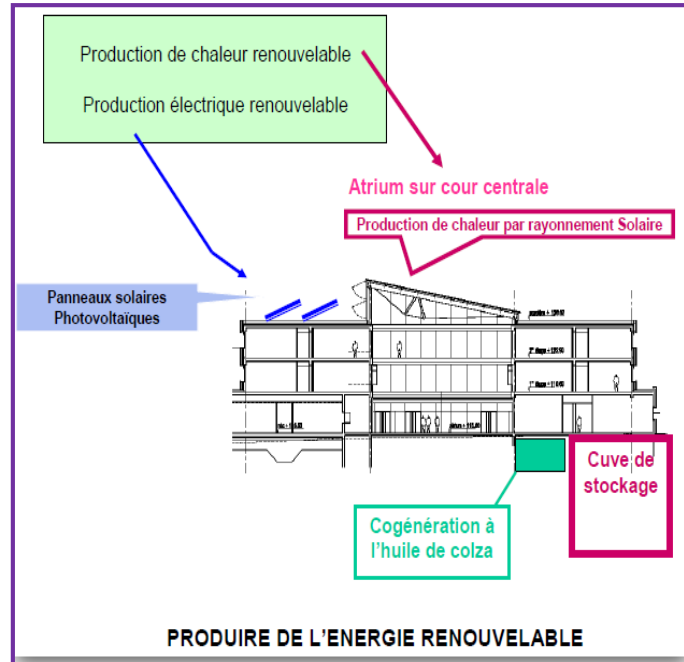 Production de chaleur renouvelable
Production électrique renouvelable
Atrium sur cour centrale
Production de chaleur par rayonnement Solaire
Panneaux solaires
Photovoltaïques
Cuve de
stockage
Cogénération à
l'huile de colza
PRODUIRE DE L'ENERGIE RENOUVELABLE